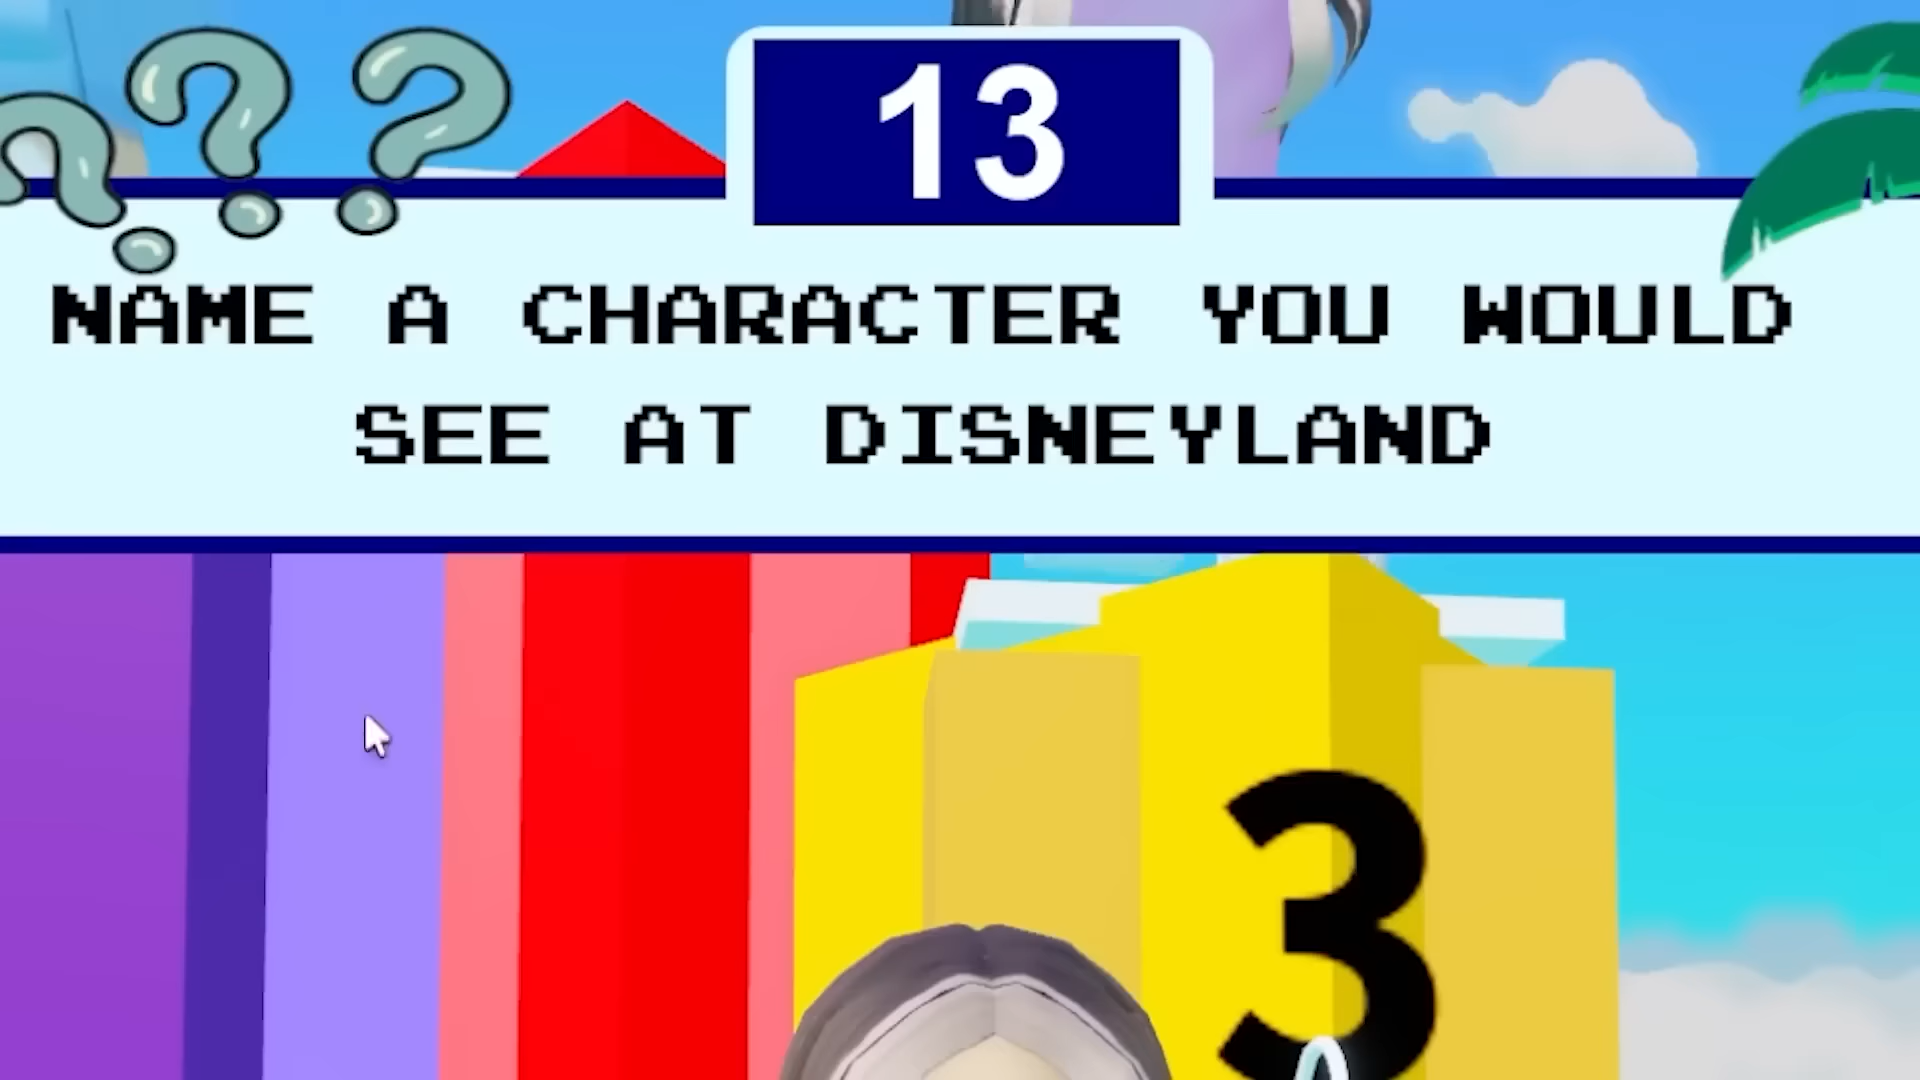 ? ? ?
13
NAME A CHARACTER YOU WOULD
SEE AT DISNEYLAND
3